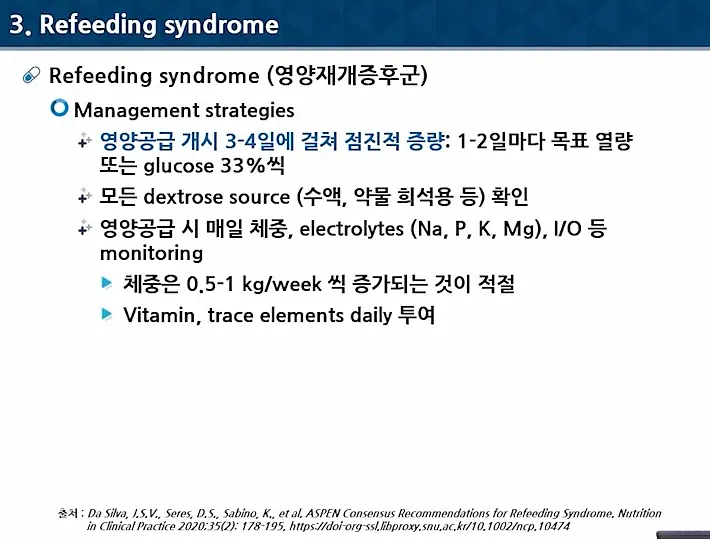 3. Refeeding syndrome
Refeeding syndrome (영양재개증후군)
Management strategies
영양공급 개시 3-4일에 걸쳐 점진적 증량: 1-2일마다 목표 열량
또는 glucose 33%씩
모든 dextrose source (수액, 약물 희석용 등) 확인
영양공급 시 매일 체중, electrolytes (Na, P, K, Mg), I/O 등
monitoring
체중은 0.5-1 kg/week 씩 증가되는 것이 적절
Vitamin, trace elements daily 투여
출처 : Da Silva, J.S.V., Seres, D.S., Sabino, K., et al. ASPEN Consensus Recommendations for Refeeding Syndrome. Nutrition
in Clinical Practice 2020;35(2): 178-195, https://doi-org-ssl.libproxy.snu.ac.kr/10.1002/ncp.10474